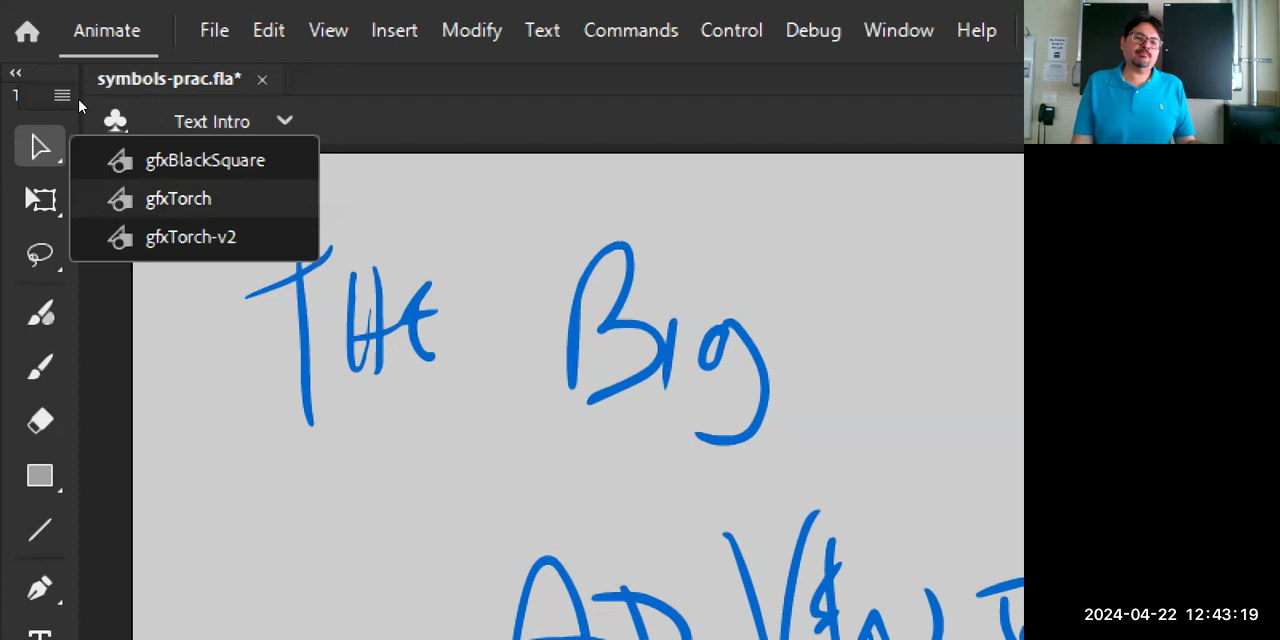 Animate File Edit View Insert Modify Text Commands Control Debug Window Help
symbols-prac.fla*
Text Intro
gfxBlackSquare
gfxTorch
gfxTorch-v2
THE BIg
2024-04-22 12:43:19